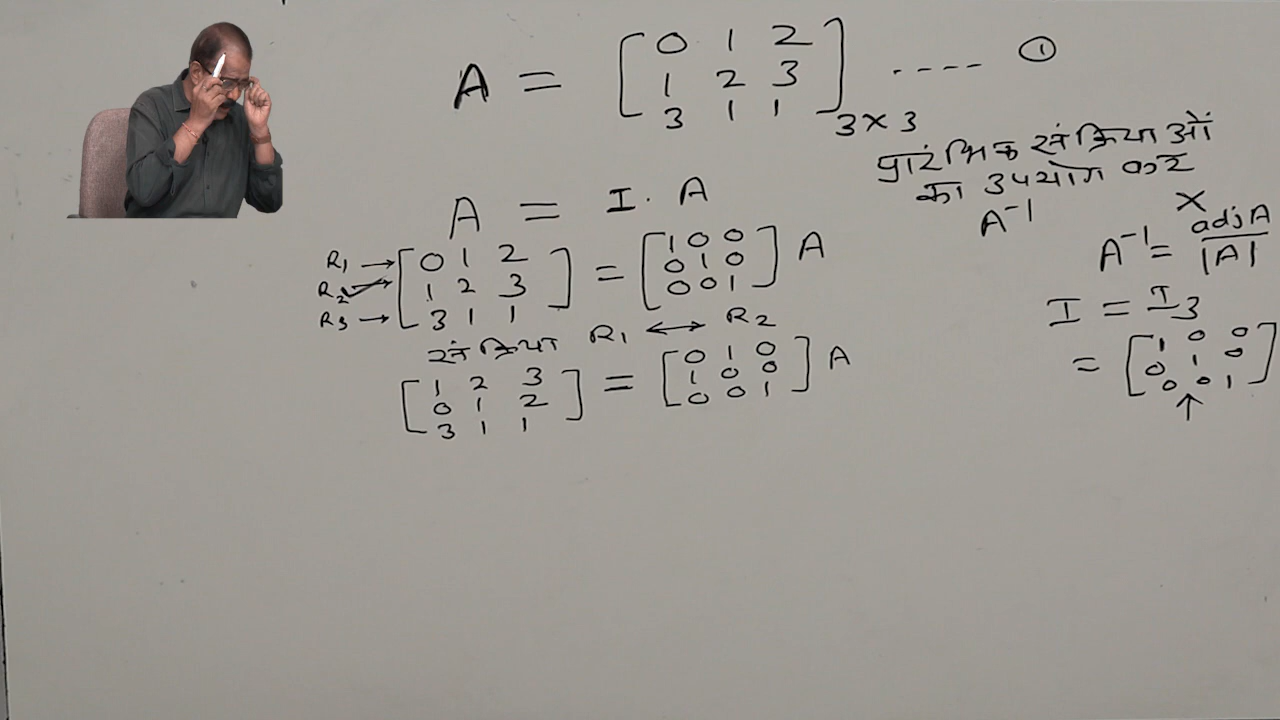 A = [ 0 1 2
1 2 3
3 1 1 ] 3 × 3 ---- ①
प्रारंभिक संक्रियाओं
का उपयोग कर
A⁻¹
A = I . A
×
A⁻¹ = adjA / |A|
R₁ → [ 0 1 2
R₂ → 1 2 3
R₃ → 3 1 1 ] = [ 1 0 0
0 1 0
0 0 1 ] A
I = I₃
= [ 1 0 0
0 1 0
0 0 1 ]
↑
संक्रिया R₁ ↔ R₂
[ 1 2 3
0 1 2
3 1 1 ] = [ 0 1 0
1 0 0
0 0 1 ] A